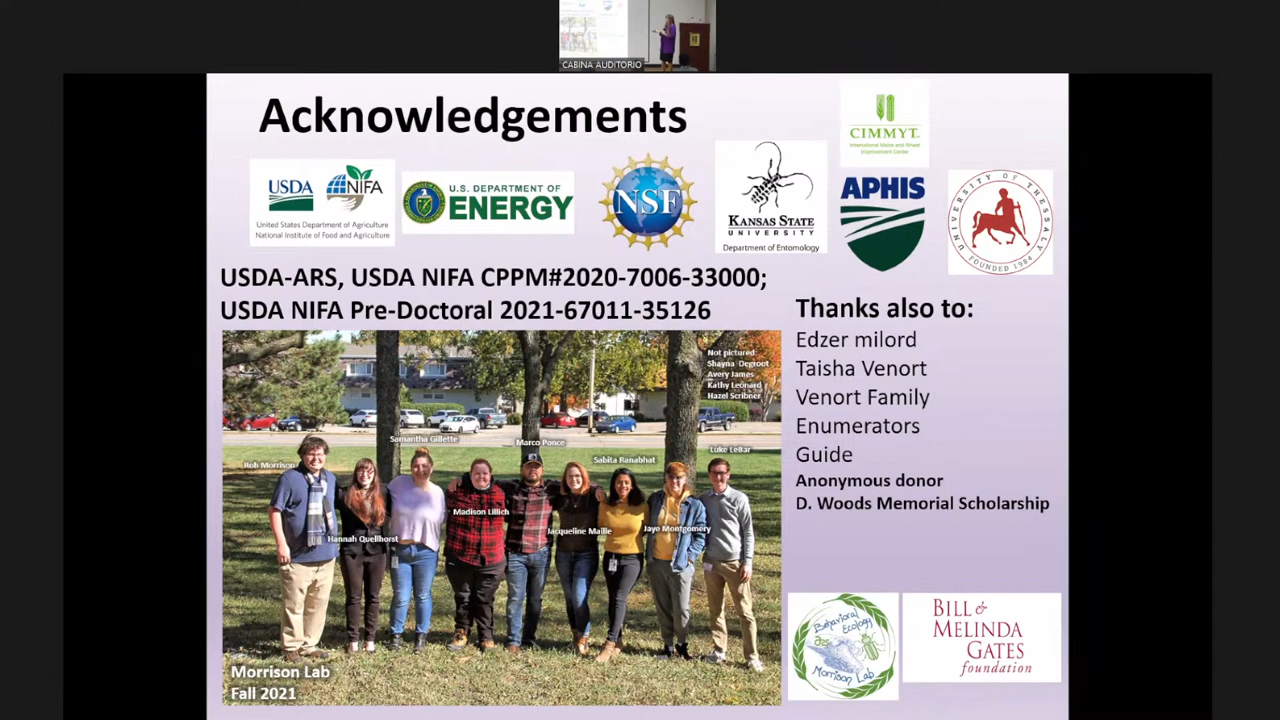 CABINA AUDITORIO
Acknowledgements
CIMMYT
International Maize and Wheat
Improvement Center
USDA NIFA
United States Department of Agriculture
National Institute of Food and Agriculture
U.S. DEPARTMENT OF
ENERGY
NSF
KANSAS STATE
UNIVERSITY
Department of Entomology
APHIS
UNIVERSITY OF THESSALY
FOUNDED 1984
USDA-ARS, USDA NIFA CPPM#2020-7006-33000;
USDA NIFA Pre-Doctoral 2021-67011-35126
Not pictured:
Shayna Degroot
Avery James
Kathy Leonard
Hazel Scribner
Rob Morrison
Hannah Quellhorst
Samantha Gillette
Madison Lillich
Marco Ponce
Jacqueline Maille
Sabita Ranabhat
Jaye Montgomery
Luke LeBar
Morrison Lab
Fall 2021
Thanks also to:
Edzer milord
Taisha Venort
Venort Family
Enumerators
Guide
Anonymous donor
D. Woods Memorial Scholarship
Behavioral
Ecology
Morrison Lab
BILL &
MELINDA
GATES
foundation